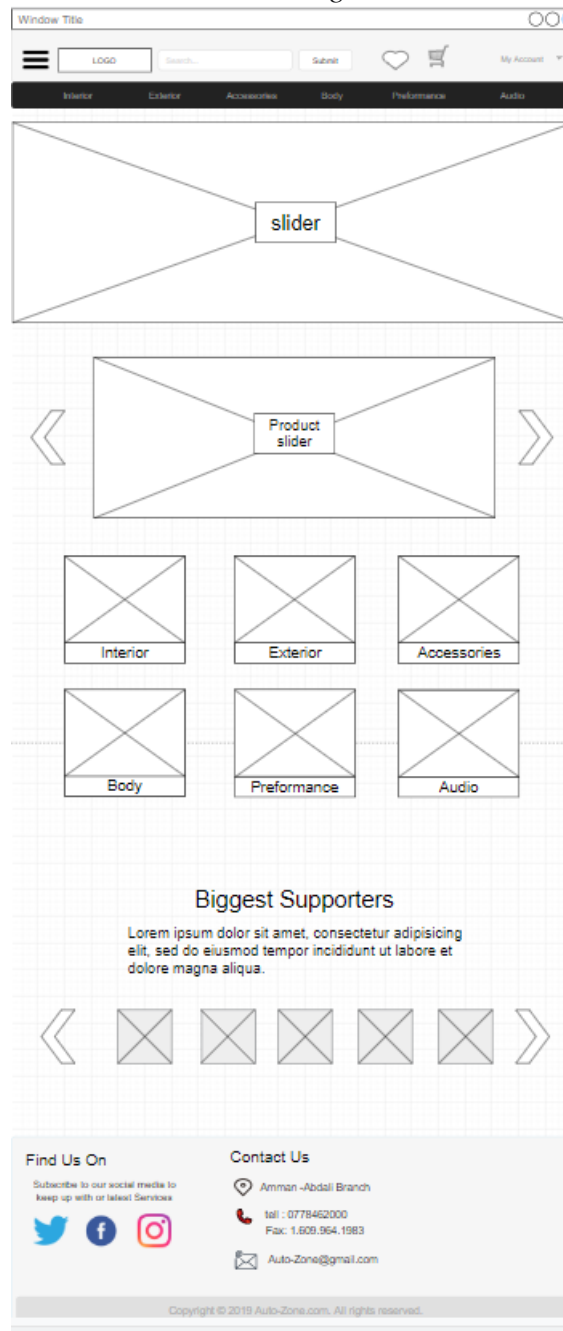 Window Title
LOGO
Search...
Submit
My Account
Interior
Exterior
Accessories
Body
Preformance
Audio
slider
Product
slider
Interior
Exterior
Accessories
Body
Preformance
Audio
Biggest Supporters
Lorem ipsum dolor sit amet, consectetur adipisicing
elit, sed do eiusmod tempor incididunt ut labore et
dolore magna aliqua.
Find Us On
Subscribe to our social media to
keep up with or latest Services
Contact Us
Amman -Abdali Branch
tell : 0778462000
Fax: 1.609.964.1983
Auto-Zone@gmail.com
Copyright © 2019 Auto-Zone.com. All rights reserved.